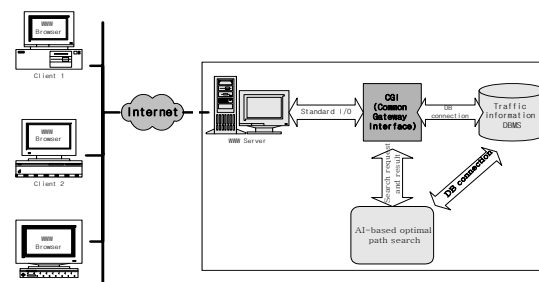 WWW
Browser
Client 1
WWW
Browser
Client 2
WWW
Browser
Internet
WWW Server
Standard I/O
CGI
(Common
Gateway
Interface)
DB
connection
Traffic
information
DBMS
Search request
and result
DB connection
AI-based optimal
path search